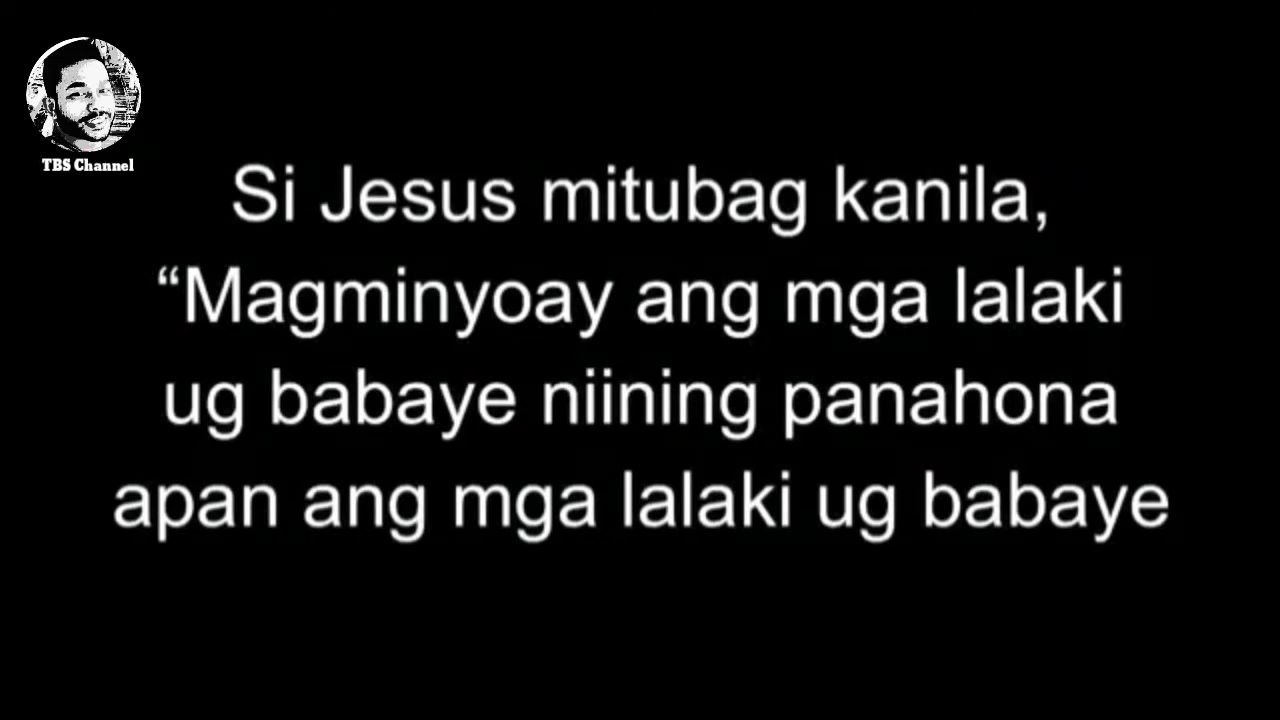 TBS Channel
Si Jesus mitubag kanila,
“Magminyoay ang mga lalaki
ug babaye niining panahona
apan ang mga lalaki ug babaye